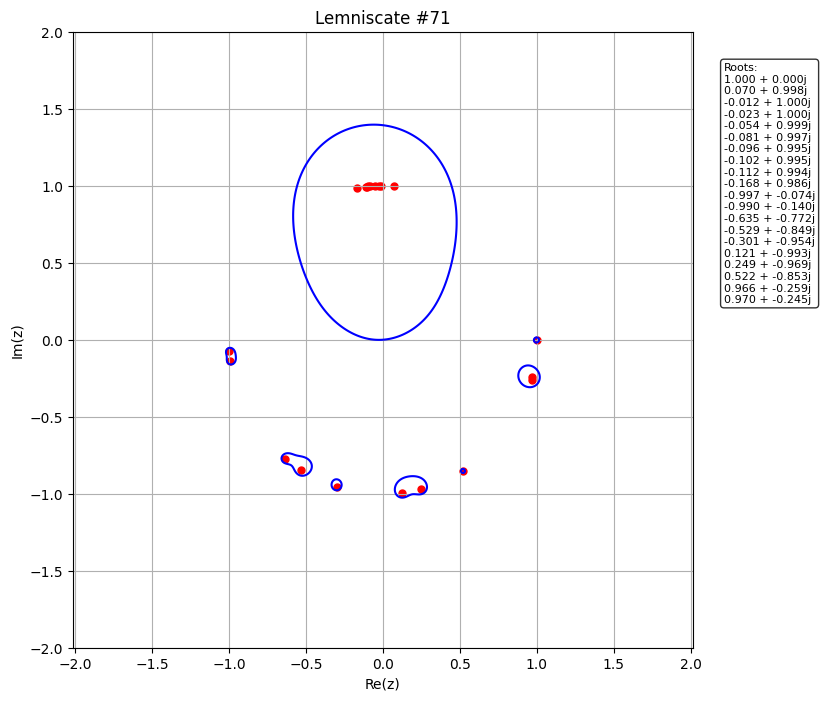 Lemniscate #71
2.0
1.5
1.0
0.5
0.0
−0.5
−1.0
−1.5
−2.0
−2.0 −1.5 −1.0 −0.5 0.0 0.5 1.0 1.5 2.0
Re(z)
Im(z)
Roots:
1.000 + 0.000j
0.070 + 0.998j
-0.012 + 1.000j
-0.023 + 1.000j
-0.054 + 0.999j
-0.081 + 0.997j
-0.096 + 0.995j
-0.102 + 0.995j
-0.112 + 0.994j
-0.168 + 0.986j
-0.997 + -0.074j
-0.990 + -0.140j
-0.635 + -0.772j
-0.529 + -0.849j
-0.301 + -0.954j
0.121 + -0.993j
0.249 + -0.969j
0.522 + -0.853j
0.966 + -0.259j
0.970 + -0.245j